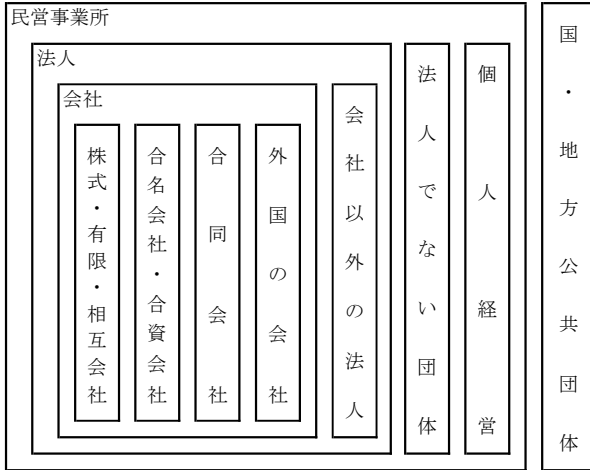 民営事業所
法人
会社
株式・有限・相互会社
合名会社・合資会社
合同会社
外国の会社
会社以外の法人
法人でない団体
個人経営
国・地方公共団体